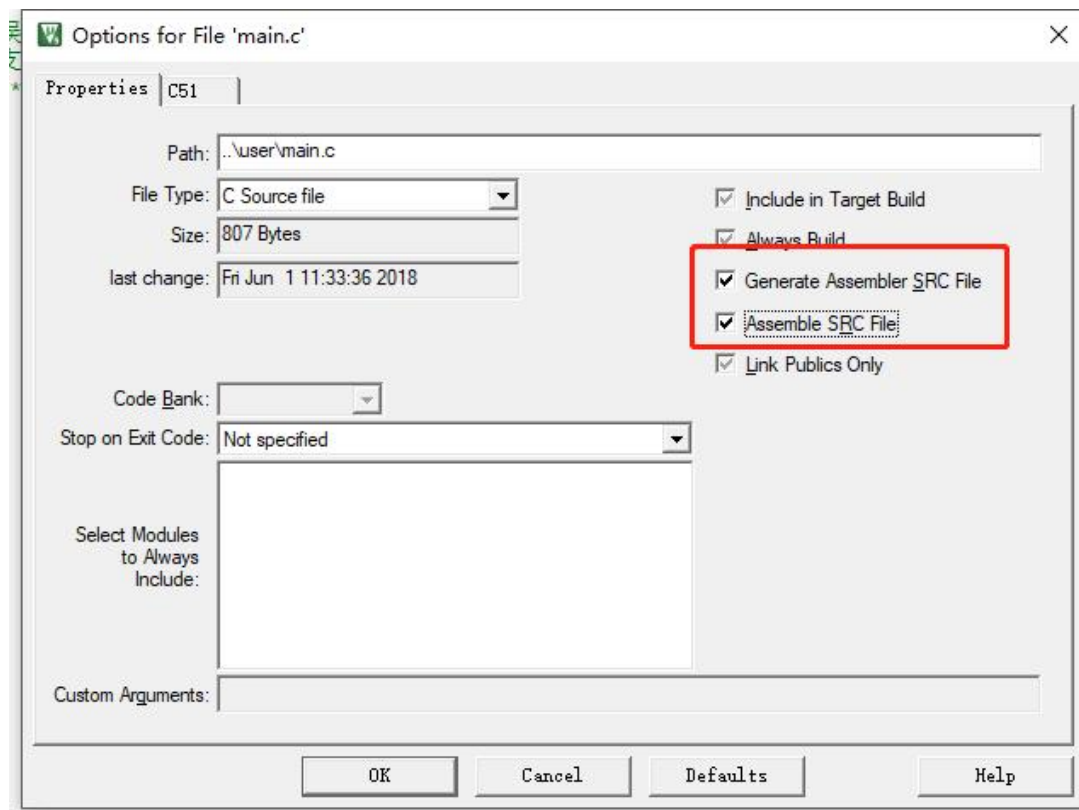 Options for File 'main.c'
Properties C51
Path: ..\user\main.c
File Type: C Source file
Include in Target Build
Size: 807 Bytes
Always Build
last change: Fri Jun 1 11:33:36 2018
Generate Assembler SRC File
Assemble SRC File
Link Publics Only
Code Bank:
Stop on Exit Code: Not specified
Select Modules
to Always
Include:
Custom Arguments:
OK Cancel Defaults Help